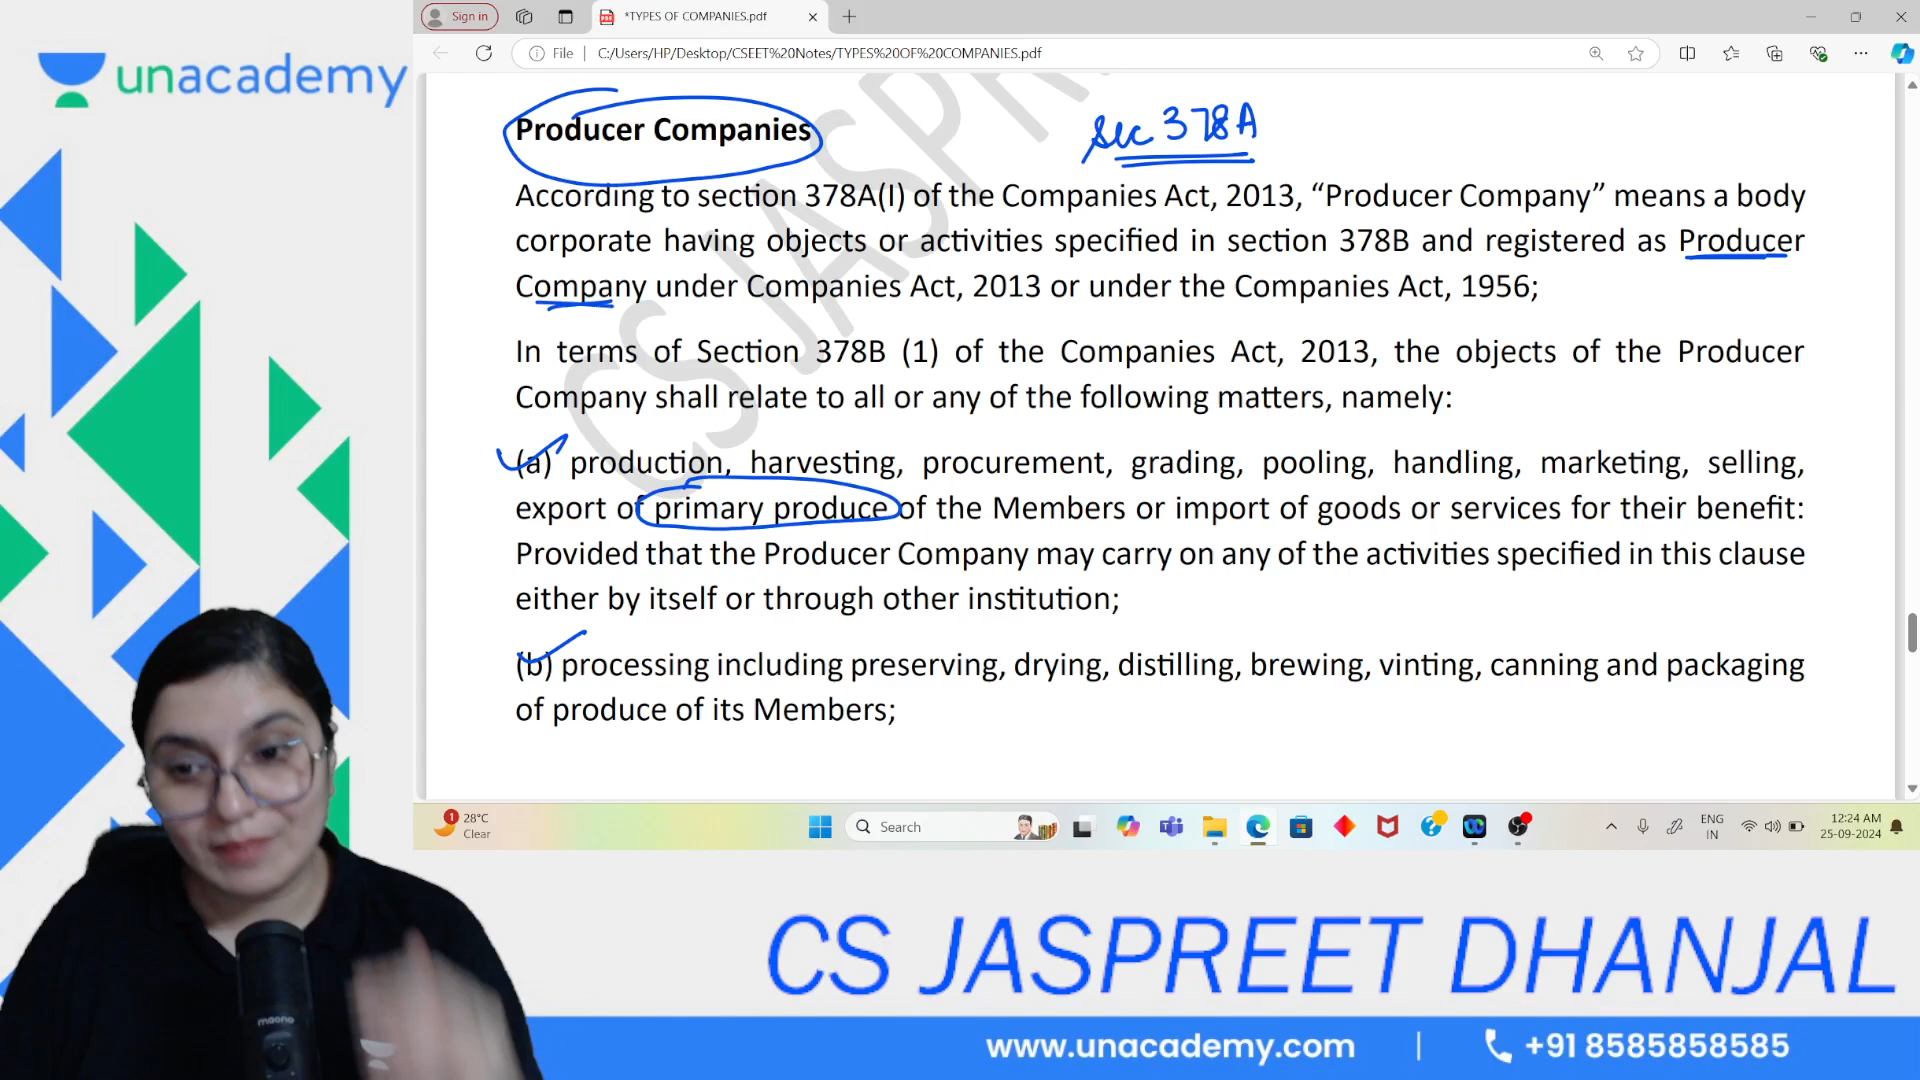 Sign in
*TYPES OF COMPANIES.pdf
File
C:/Users/HP/Desktop/CSEET%20Notes/TYPES%20OF%20COMPANIES.pdf
unacademy
Producer Companies
Sec 378A
According to section 378A(I) of the Companies Act, 2013, “Producer Company” means a body
corporate having objects or activities specified in section 378B and registered as Producer
Company under Companies Act, 2013 or under the Companies Act, 1956;
In terms of Section 378B (1) of the Companies Act, 2013, the objects of the Producer
Company shall relate to all or any of the following matters, namely:
(a) production, harvesting, procurement, grading, pooling, handling, marketing, selling,
export of primary produce of the Members or import of goods or services for their benefit:
Provided that the Producer Company may carry on any of the activities specified in this clause
either by itself or through other institution;
(b) processing including preserving, drying, distilling, brewing, vinting, canning and packaging
of produce of its Members;
CS JASPR
1
28°C
Clear
Search
ENG
IN
12:24 AM
25-09-2024
maono
CS JASPREET DHANJAL
www.unacademy.com | +91 8585858585